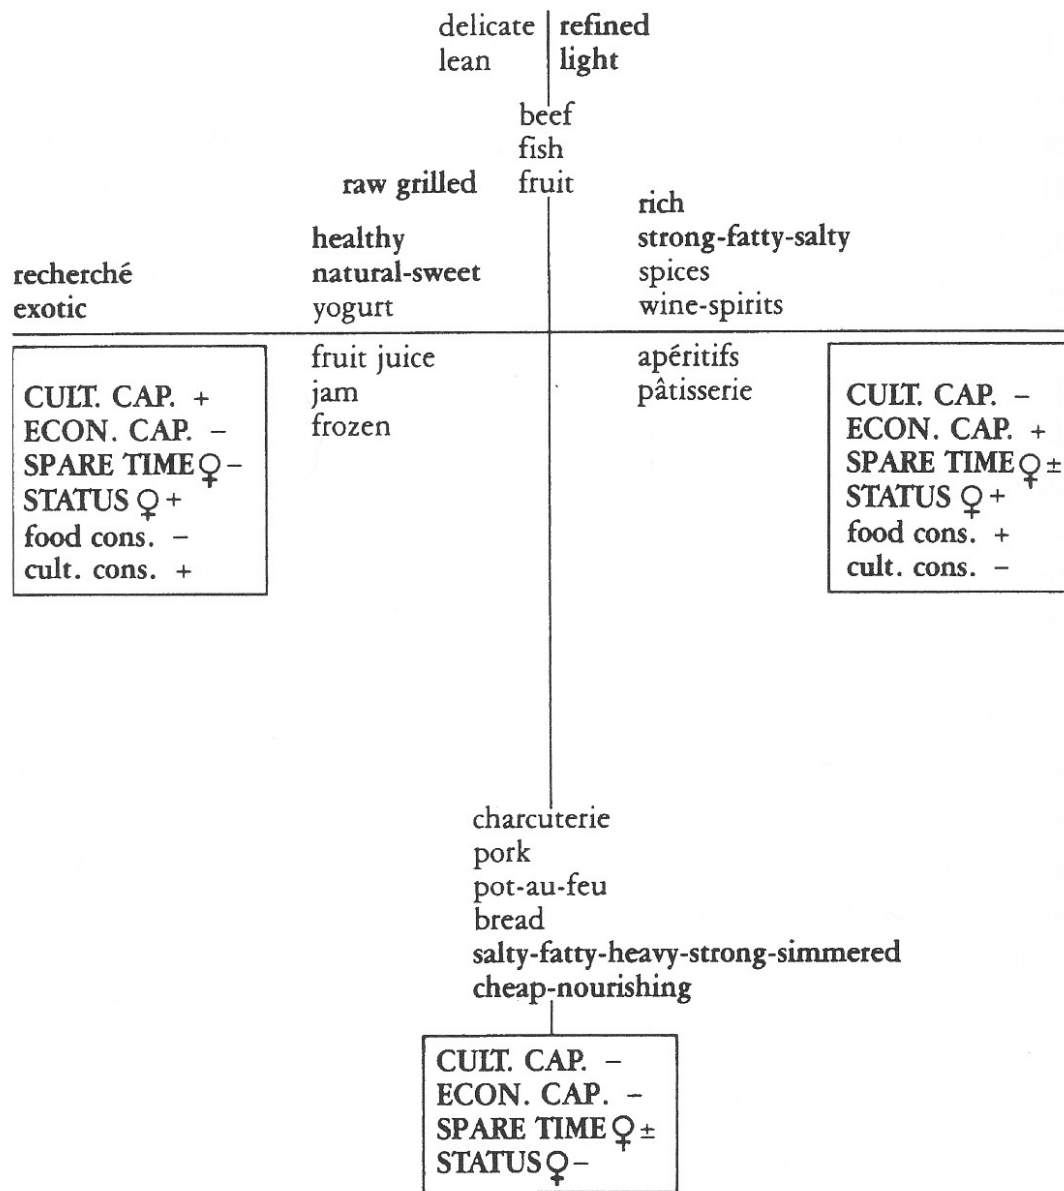 delicate refined
lean light
beef
fish
raw grilled fruit
rich
healthy strong-fatty-salty
recherché natural-sweet spices
exotic yogurt wine-spirits
fruit juice apéritifs
CULT. CAP. + jam pâtisserie CULT. CAP. −
ECON. CAP. − frozen ECON. CAP. +
SPARE TIME ♀ − SPARE TIME ♀ ±
STATUS ♀ + STATUS ♀ +
food cons. − food cons. +
cult. cons. + cult. cons. −
charcuterie
pork
pot-au-feu
bread
salty-fatty-heavy-strong-simmered
cheap-nourishing
CULT. CAP. −
ECON. CAP. −
SPARE TIME ♀ ±
STATUS ♀ −